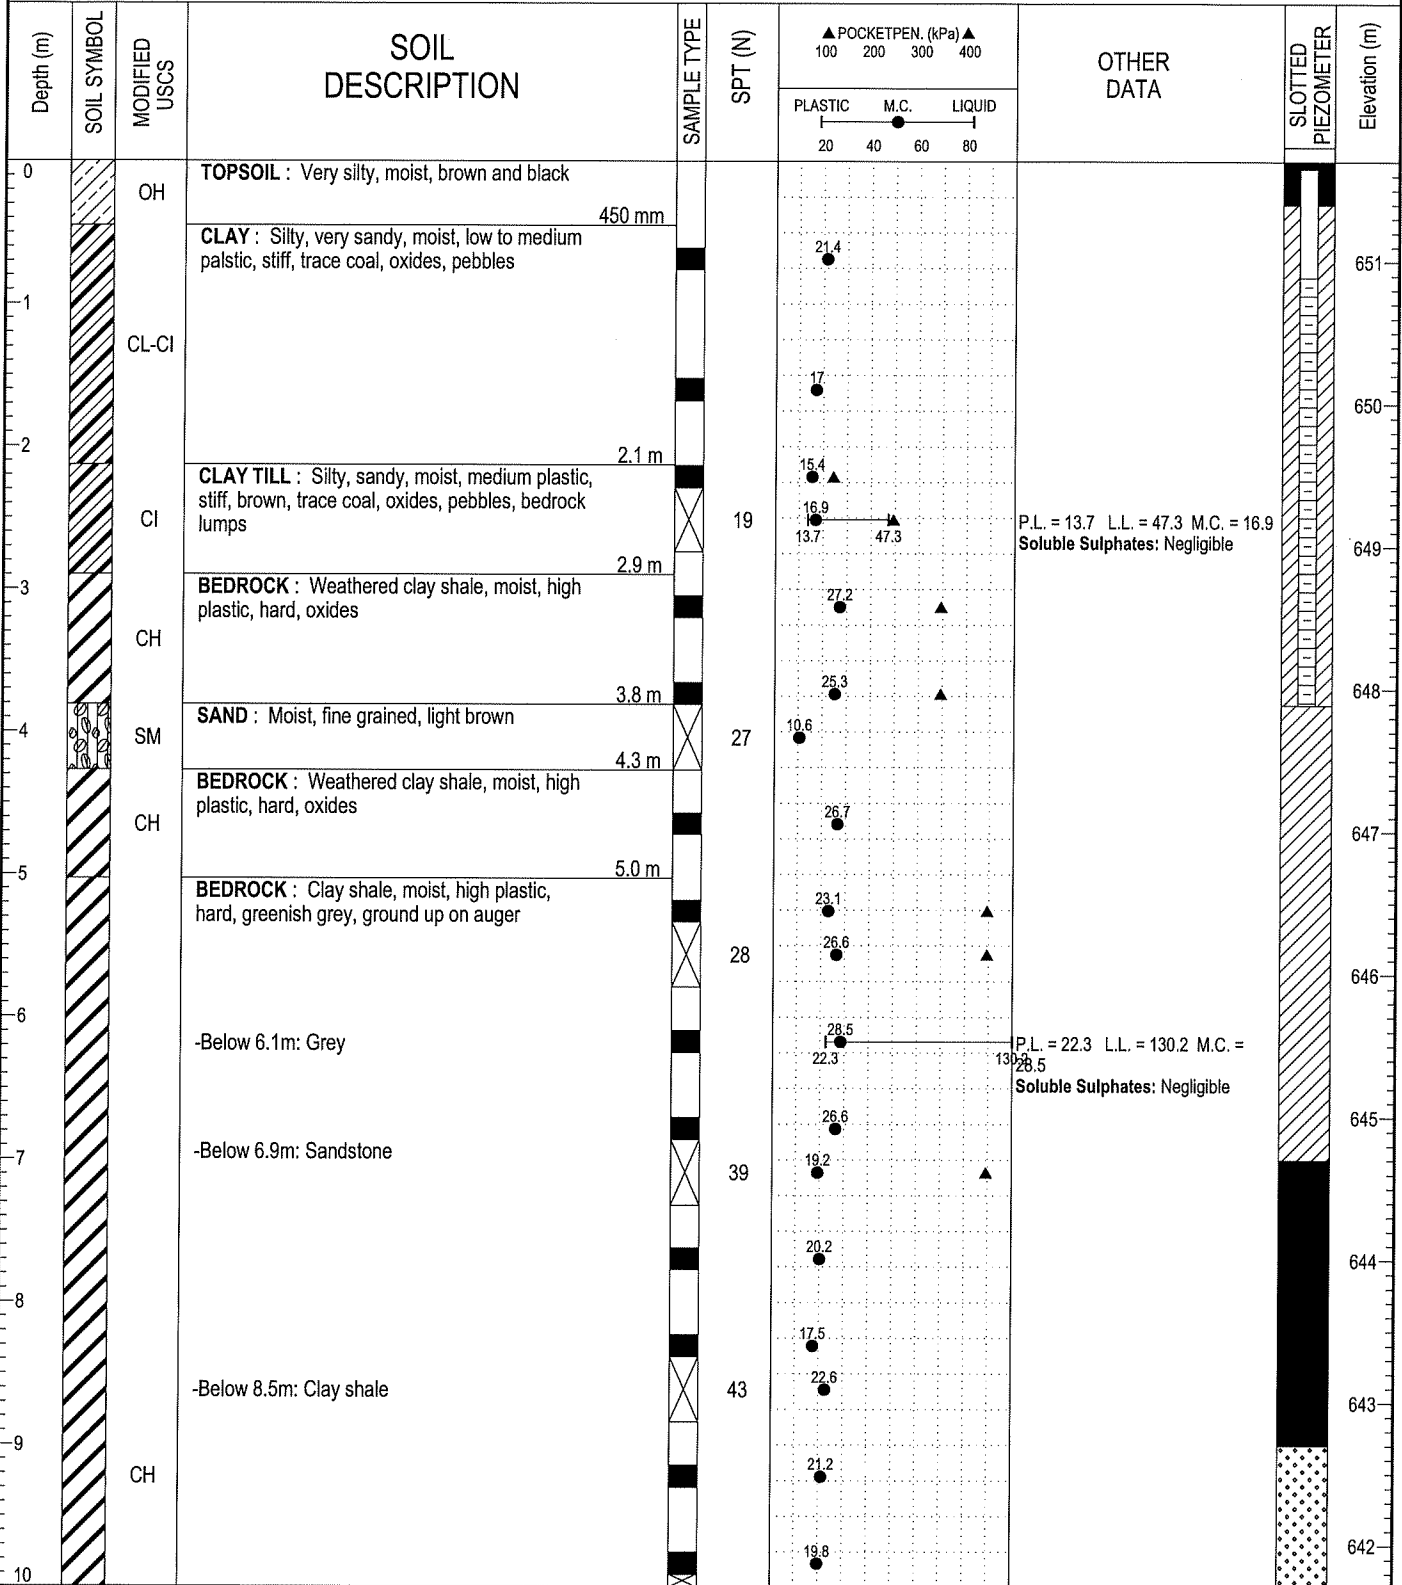 Depth (m)
SOIL SYMBOL
MODIFIED
USCS
SOIL
DESCRIPTION
SAMPLE TYPE
SPT (N)
▲ POCKETPEN. (kPa) ▲
100 200 300 400
PLASTIC M.C. LIQUID
20 40 60 80
OTHER
DATA
SLOTTED
PIEZOMETER
Elevation (m)
0
OH
TOPSOIL : Very silty, moist, brown and black
450 mm
CLAY : Silty, very sandy, moist, low to medium
palstic, stiff, trace coal, oxides, pebbles
21.4
651
1
CL-CI
17
650
2
2.1 m
CLAY TILL : Silty, sandy, moist, medium plastic,
stiff, brown, trace coal, oxides, pebbles, bedrock
lumps
15.4
CI
19
16.9
13.7 47.3
P.L. = 13.7 L.L. = 47.3 M.C. = 16.9
Soluble Sulphates: Negligible
649
2.9 m
3
BEDROCK : Weathered clay shale, moist, high
plastic, hard, oxides
27.2
CH
25.3
648
3.8 m
4
SAND : Moist, fine grained, light brown
SM
27
10.6
4.3 m
BEDROCK : Weathered clay shale, moist, high
plastic, hard, oxides
CH
26.7
647
5.0 m
5
BEDROCK : Clay shale, moist, high plastic,
hard, greenish grey, ground up on auger
23.1
28
26.6
646
6
-Below 6.1m: Grey
28.5
22.3 130.2
P.L. = 22.3 L.L. = 130.2 M.C. =
28.5
Soluble Sulphates: Negligible
26.6
645
7
-Below 6.9m: Sandstone
39
19.2
20.2
644
8
17.5
-Below 8.5m: Clay shale
43
22.6
643
9
CH
21.2
19.8
642
10